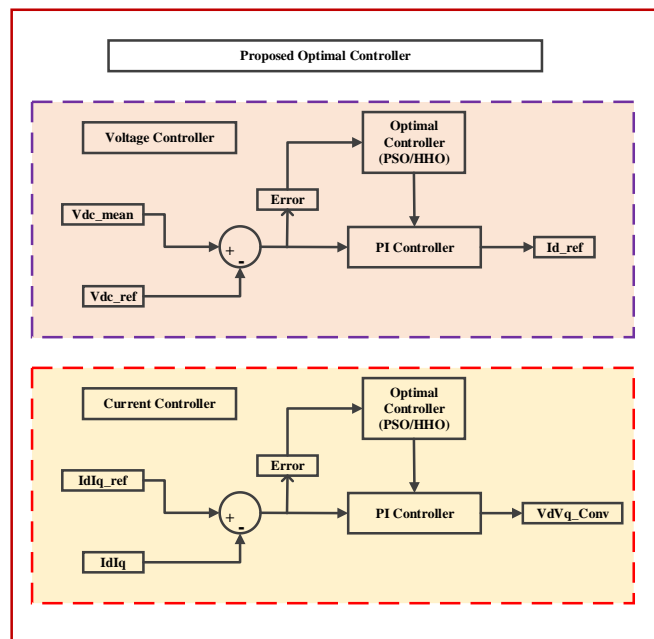 Proposed Optimal Controller
Voltage Controller
Optimal
Controller
(PSO/HHO)
Error
Vdc_mean
+
-
PI Controller
Id_ref
Vdc_ref
Current Controller
Optimal
Controller
(PSO/HHO)
Error
IdIq_ref
+
-
PI Controller
VdVq_Conv
IdIq